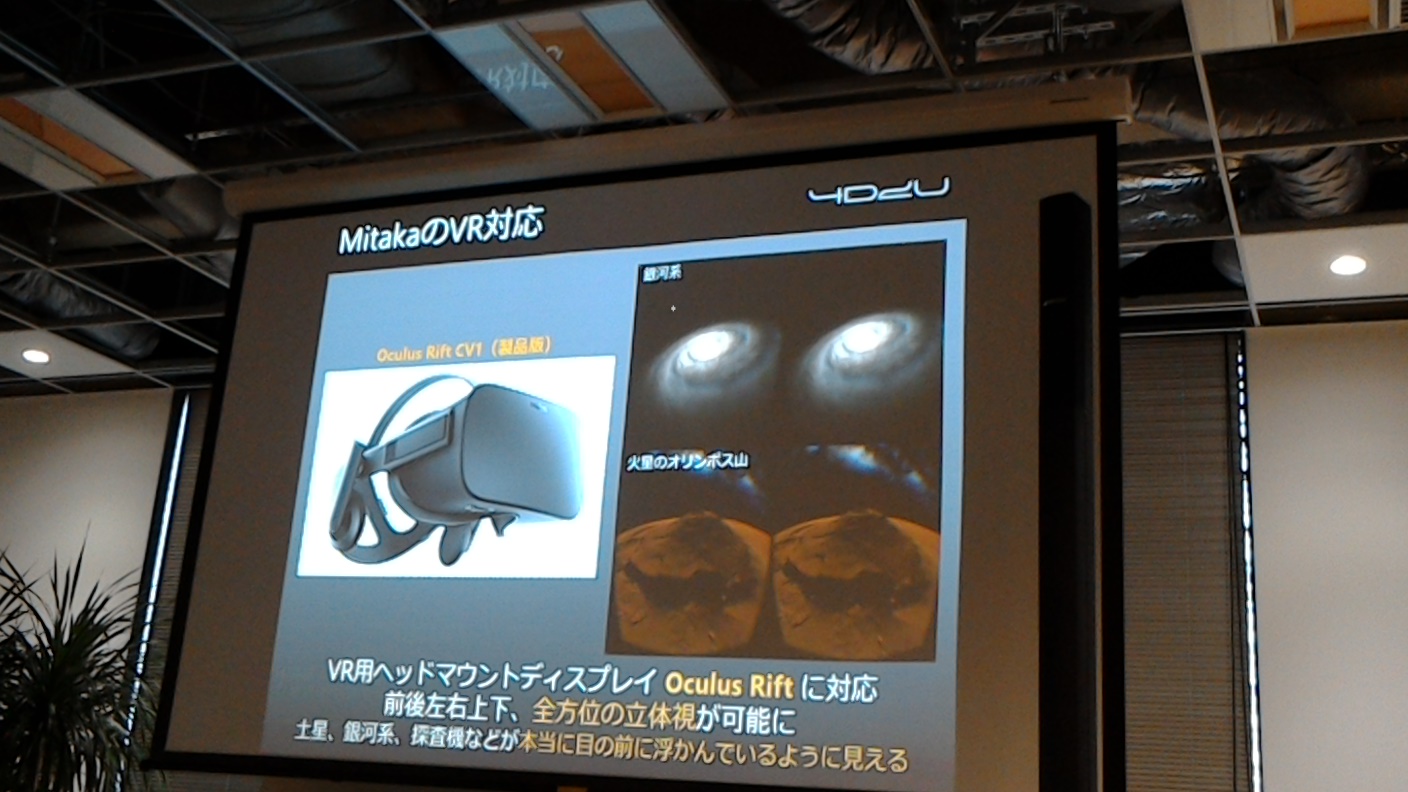 4D2U
MitakaのVR対応
Oculus Rift CV1（製品版）
銀河系
火星のオリンポス山
VR用ヘッドマウントディスプレイ Oculus Rift に対応
前後左右上下、全方位の立体視が可能に
土星、銀河系、探査機などが本当に目の前に浮かんでいるように見える